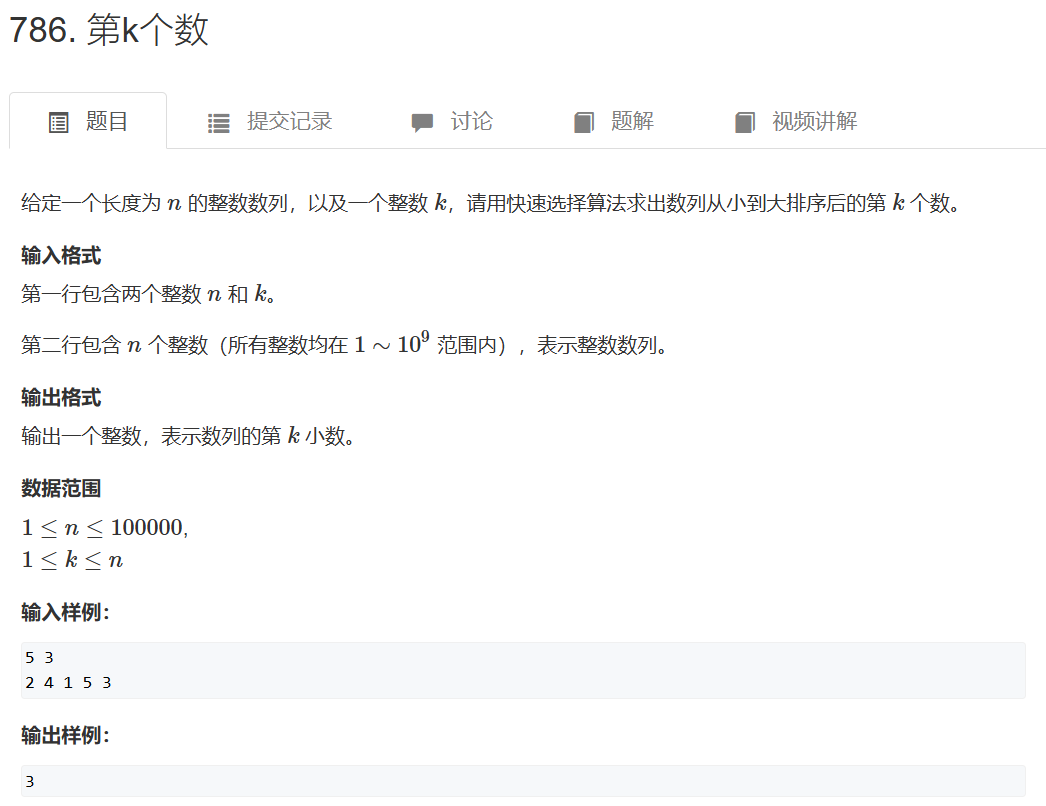 786. 第k个数
题目 提交记录 讨论 题解 视频讲解
给定一个长度为 n 的整数数列，以及一个整数 k，请用快速选择算法求出数列从小到大排序后的第 k 个数。
输入格式
第一行包含两个整数 n 和 k。
第二行包含 n 个整数（所有整数均在 1 ∼ 10⁹ 范围内），表示整数数列。
输出格式
输出一个整数，表示数列的第 k 小数。
数据范围
1 ≤ n ≤ 100000,
1 ≤ k ≤ n
输入样例：
5 3
2 4 1 5 3
输出样例：
3